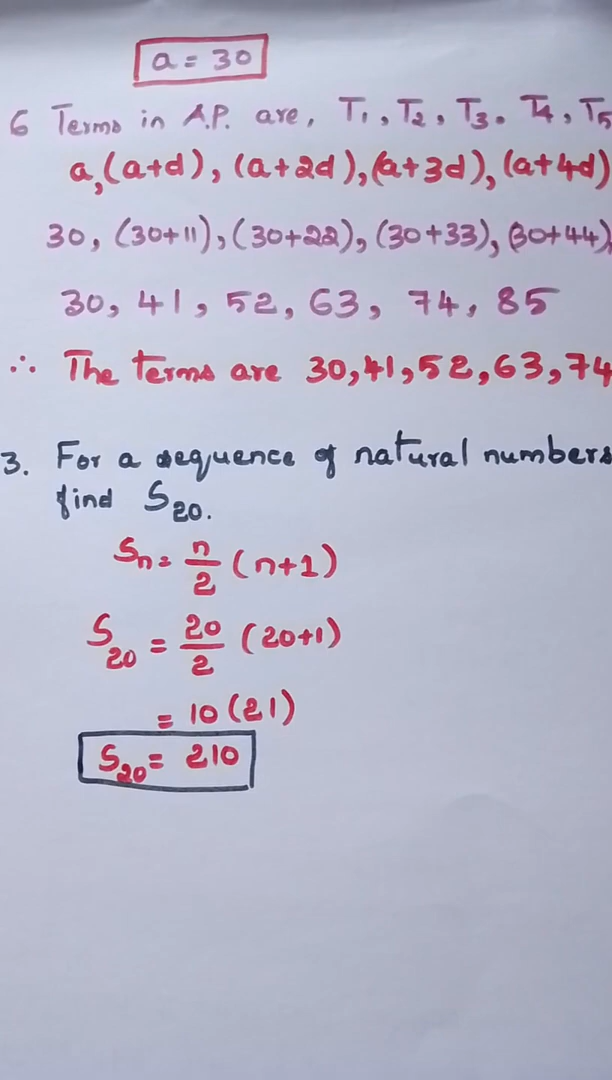 a = 30
6 Terms in A.P. are, T₁, T₂, T₃, T₄, T₅
a, (a+d), (a+2d), (a+3d), (a+4d)
30, (30+11), (30+22), (30+33), (30+44),
30, 41, 52, 63, 74, 85
∴ The terms are 30, 41, 52, 63, 74
3. For a sequence of natural numbers
find S₂₀.
Sₙ = n/2 (n+1)
S₂₀ = 20/2 (20+1)
= 10 (21)
S₂₀ = 210